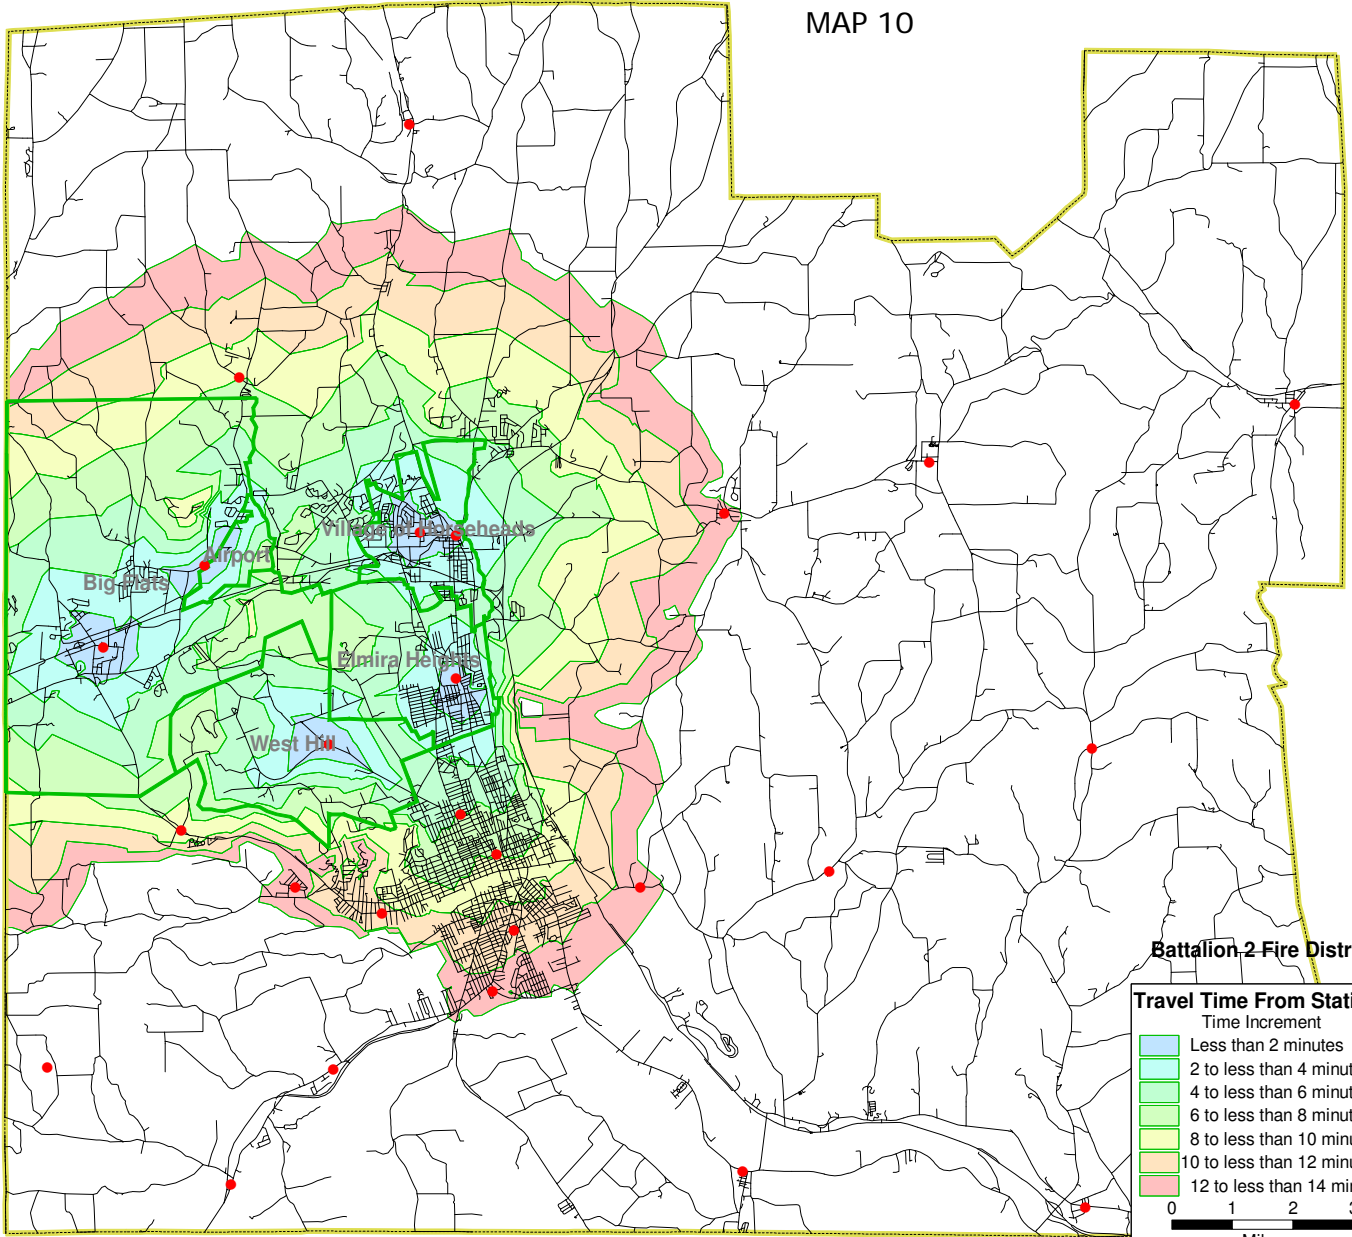 MAP 10
Village of Horseheads
Airport
Big Flats
Elmira Heights
West Hill
Battalion 2 Fire Distr
Travel Time From Stati
Time Increment
Less than 2 minutes
2 to less than 4 minut
4 to less than 6 minut
6 to less than 8 minut
8 to less than 10 minu
10 to less than 12 minu
12 to less than 14 min
0 1 2 3
Mil